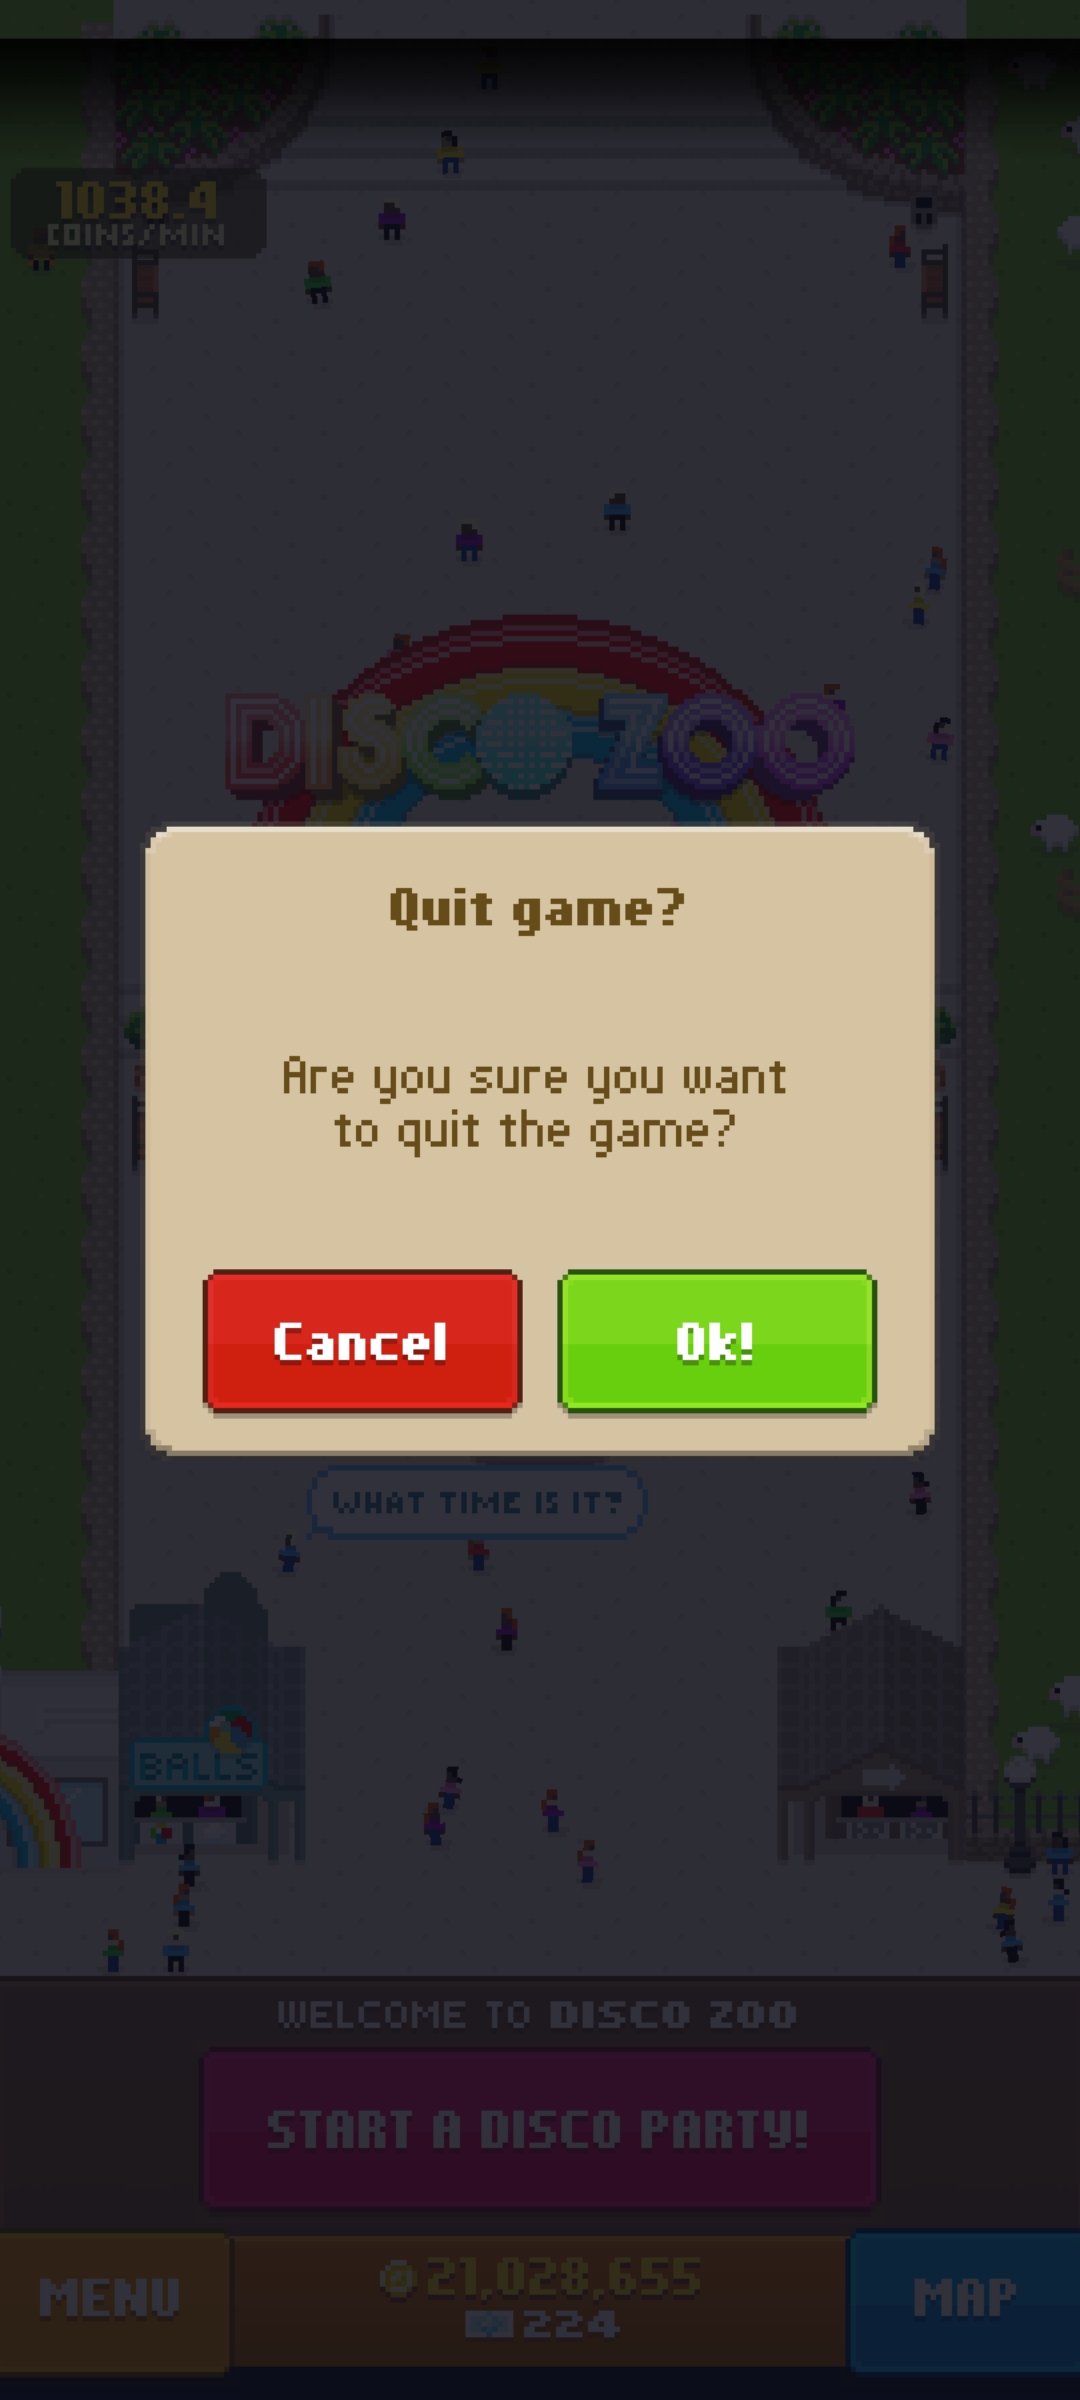 1038.4
COINS/MIN
DISCO ZOO
Quit game?
Are you sure you want
to quit the game?
Cancel
Ok!
WHAT TIME IS IT?
BALLS
WELCOME TO DISCO ZOO
START A DISCO PARTY!
MENU
21,028,655
224
MAP